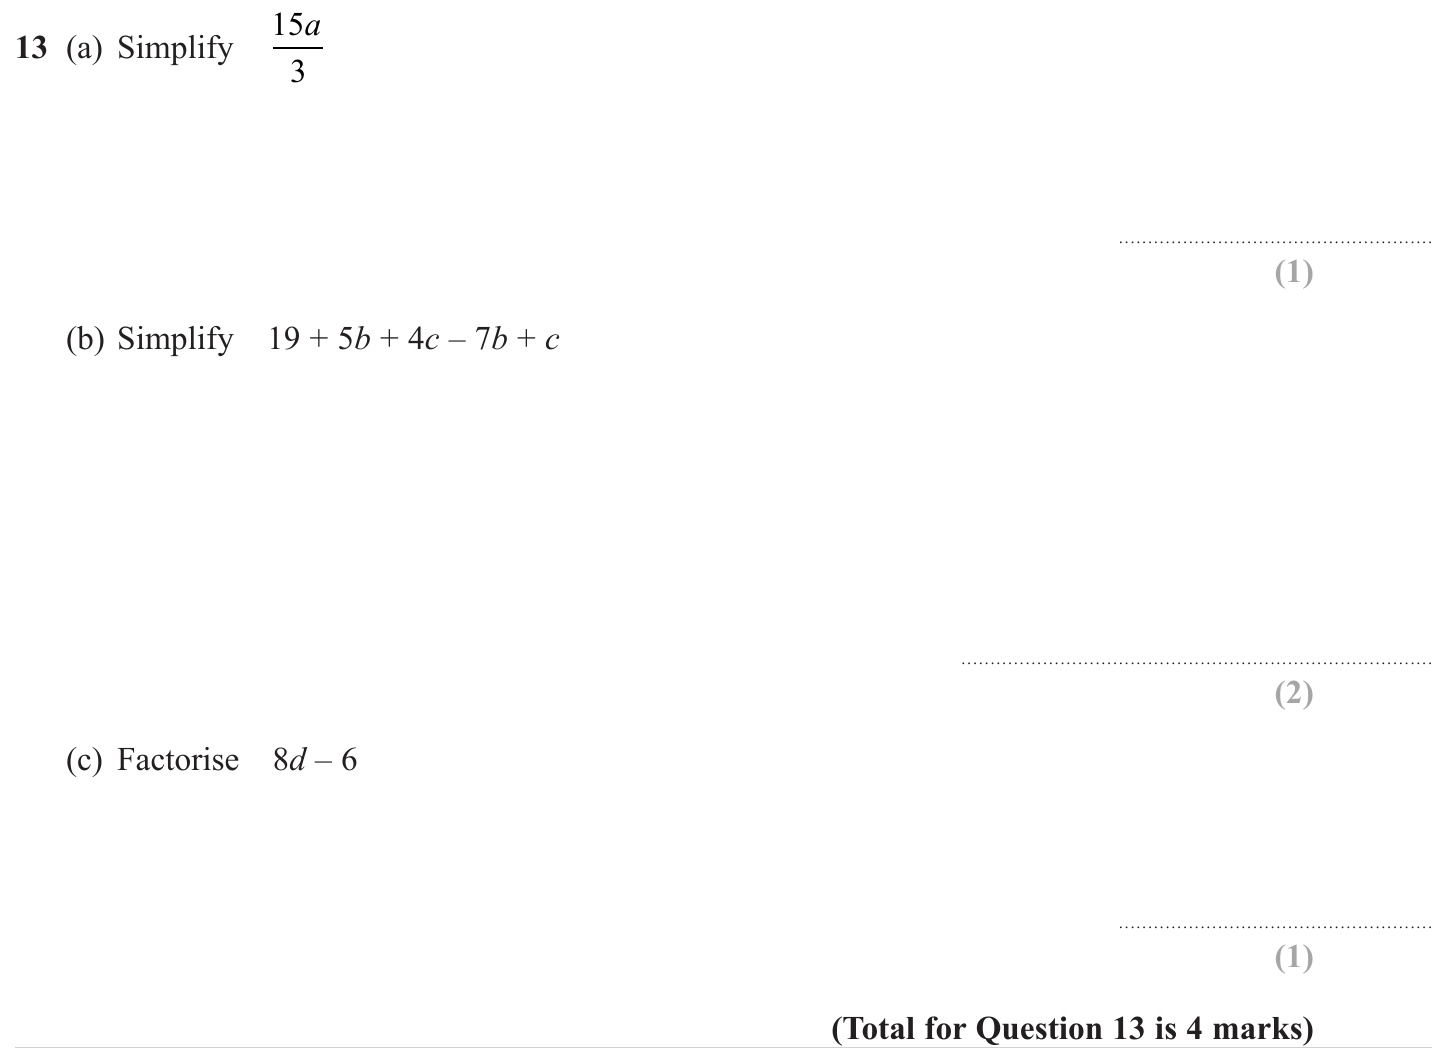 13 (a) Simplify 15a/3
(1)
(b) Simplify 19 + 5b + 4c – 7b + c
(2)
(c) Factorise 8d – 6
(1)
(Total for Question 13 is 4 marks)